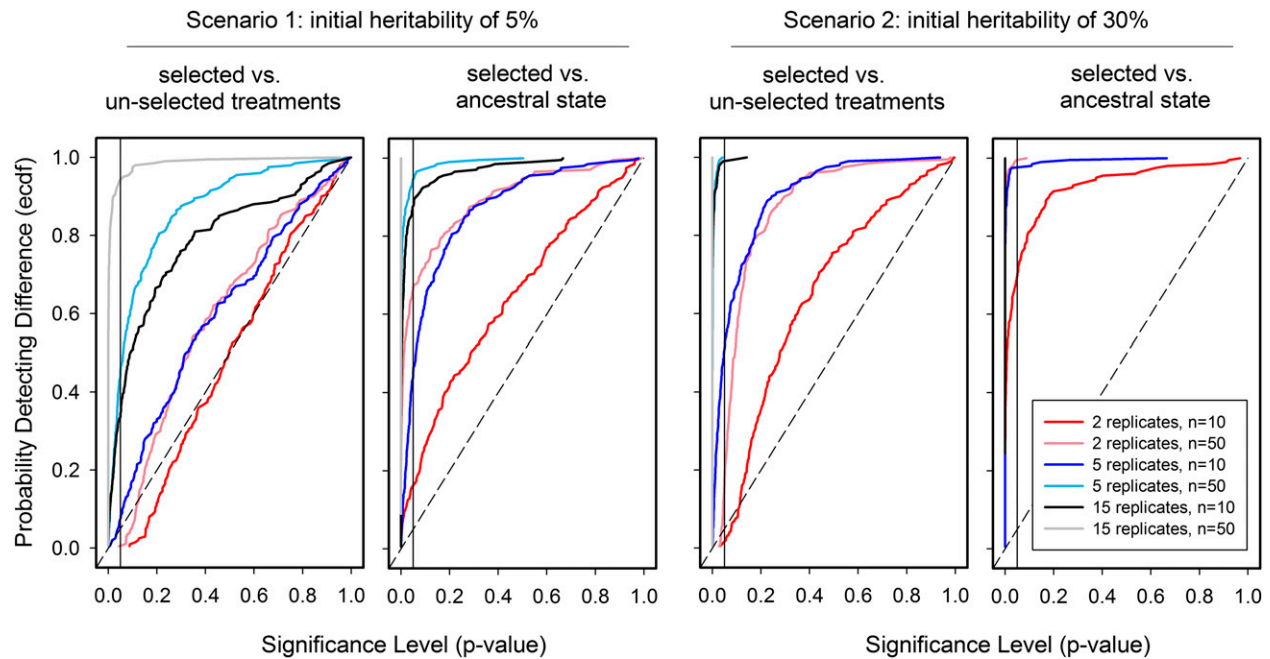 Scenario 1: initial heritability of 5%
Scenario 2: initial heritability of 30%
selected vs.
un-selected treatments
selected vs.
ancestral state
selected vs.
un-selected treatments
selected vs.
ancestral state
Probability Detecting Difference (ecdf)
1.0
0.8
0.6
0.4
0.2
0.0
0.0 0.2 0.4 0.6 0.8 1.0
0.0 0.2 0.4 0.6 0.8 1.0
0.0 0.2 0.4 0.6 0.8 1.0
0.0 0.2 0.4 0.6 0.8 1.0
2 replicates, n=10
2 replicates, n=50
5 replicates, n=10
5 replicates, n=50
15 replicates, n=10
15 replicates, n=50
Significance Level (p-value)
Significance Level (p-value)